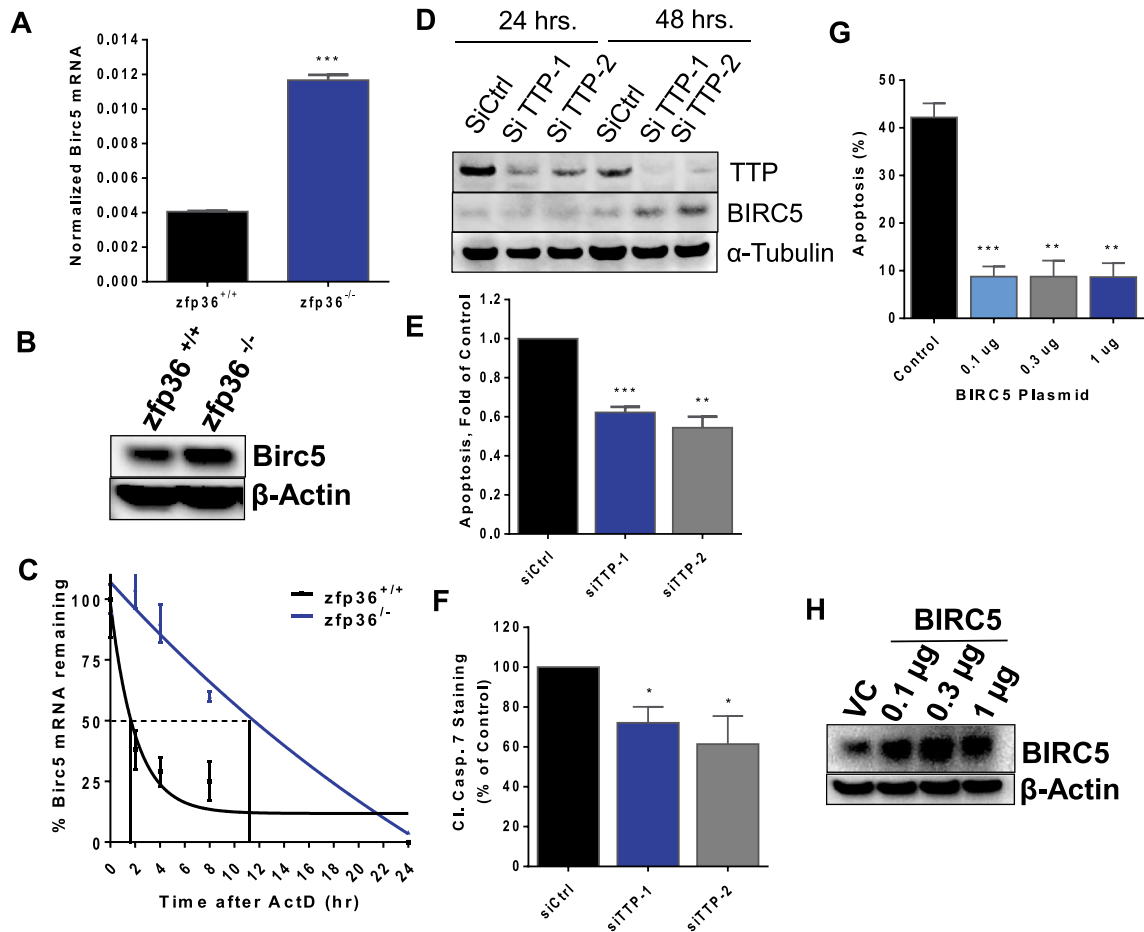 A
Normalized Birc5 mRNA
0.014
0.012
0.010
0.008
0.006
0.004
0.002
0.000
***
zfp36+/+
zfp36-/-
B
zfp36 +/+
zfp36 -/-
Birc5
β-Actin
C
% Birc5 mRNA remaining
100
75
50
25
0
zfp36+/+
zfp36/-
0 2 4 6 8 10 12 14 16 18 20 22 24
Time after ActD (hr)
D
24 hrs.
48 hrs.
SiCtrl
Si TTP-1
Si TTP-2
SiCtrl
Si TTP-1
Si TTP-2
TTP
BIRC5
α-Tubulin
E
Apoptosis, Fold of Control
1.0
0.8
0.6
0.4
0.2
0.0
***
**
siCtrl
siTTP-1
siTTP-2
F
Cl. Casp. 7 Staining
(% of Control)
120
100
80
60
40
20
0
*
*
siCtrl
siTTP-1
siTTP-2
G
Apoptosis (%)
50
40
30
20
10
0
***
**
**
Control
0.1 ug
0.3 ug
1 ug
BIRC5 Plasmid
H
BIRC5
VC
0.1 µg
0.3 µg
1 µg
BIRC5
β-Actin